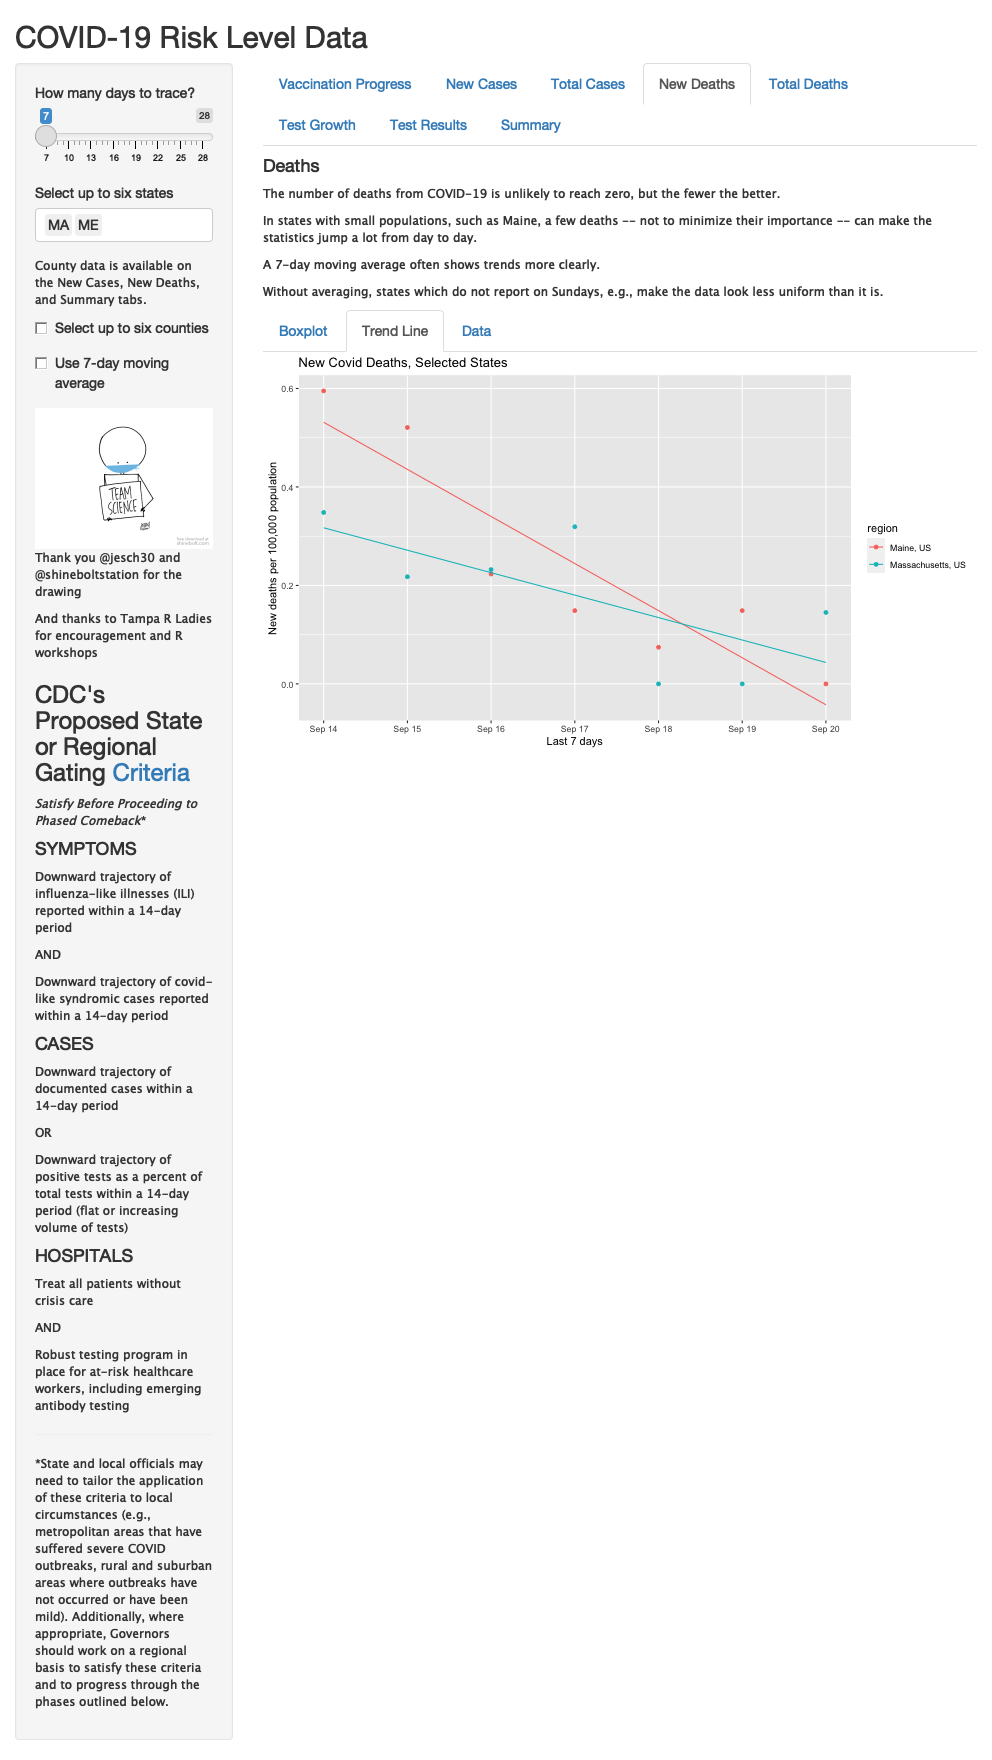 COVID-19 Risk Level Data
How many days to trace?
7 28
7 10 13 16 19 22 25 28
Select up to six states
MA ME
County data is available on
the New Cases, New Deaths,
and Summary tabs.
Select up to six counties
Use 7-day moving
average
TEAM
SCIENCE
Thank you @jesch30 and
@shineboltstation for the
drawing
And thanks to Tampa R Ladies
for encouragement and R
workshops
CDC's
Proposed State
or Regional
Gating Criteria
Satisfy Before Proceeding to
Phased Comeback*
SYMPTOMS
Downward trajectory of
influenza-like illnesses (ILI)
reported within a 14-day
period
AND
Downward trajectory of covid-
like syndromic cases reported
within a 14-day period
CASES
Downward trajectory of
documented cases within a
14-day period
OR
Downward trajectory of
positive tests as a percent of
total tests within a 14-day
period (flat or increasing
volume of tests)
HOSPITALS
Treat all patients without
crisis care
AND
Robust testing program in
place for at-risk healthcare
workers, including emerging
antibody testing
*State and local officials may
need to tailor the application
of these criteria to local
circumstances (e.g.,
metropolitan areas that have
suffered severe COVID
outbreaks, rural and suburban
areas where outbreaks have
not occurred or have been
mild). Additionally, where
appropriate, Governors
should work on a regional
basis to satisfy these criteria
and to progress through the
phases outlined below.
Vaccination Progress New Cases Total Cases New Deaths Total Deaths
Test Growth Test Results Summary
Deaths
The number of deaths from COVID-19 is unlikely to reach zero, but the fewer the better.
In states with small populations, such as Maine, a few deaths -- not to minimize their importance -- can make the
statistics jump a lot from day to day.
A 7-day moving average often shows trends more clearly.
Without averaging, states which do not report on Sundays, e.g., make the data look less uniform than it is.
Boxplot Trend Line Data
New Covid Deaths, Selected States
New deaths per 100,000 population
0.6
0.4
0.2
0.0
Sep 14 Sep 15 Sep 16 Sep 17 Sep 18 Sep 19 Sep 20
Last 7 days
region
Maine, US
Massachusetts, US